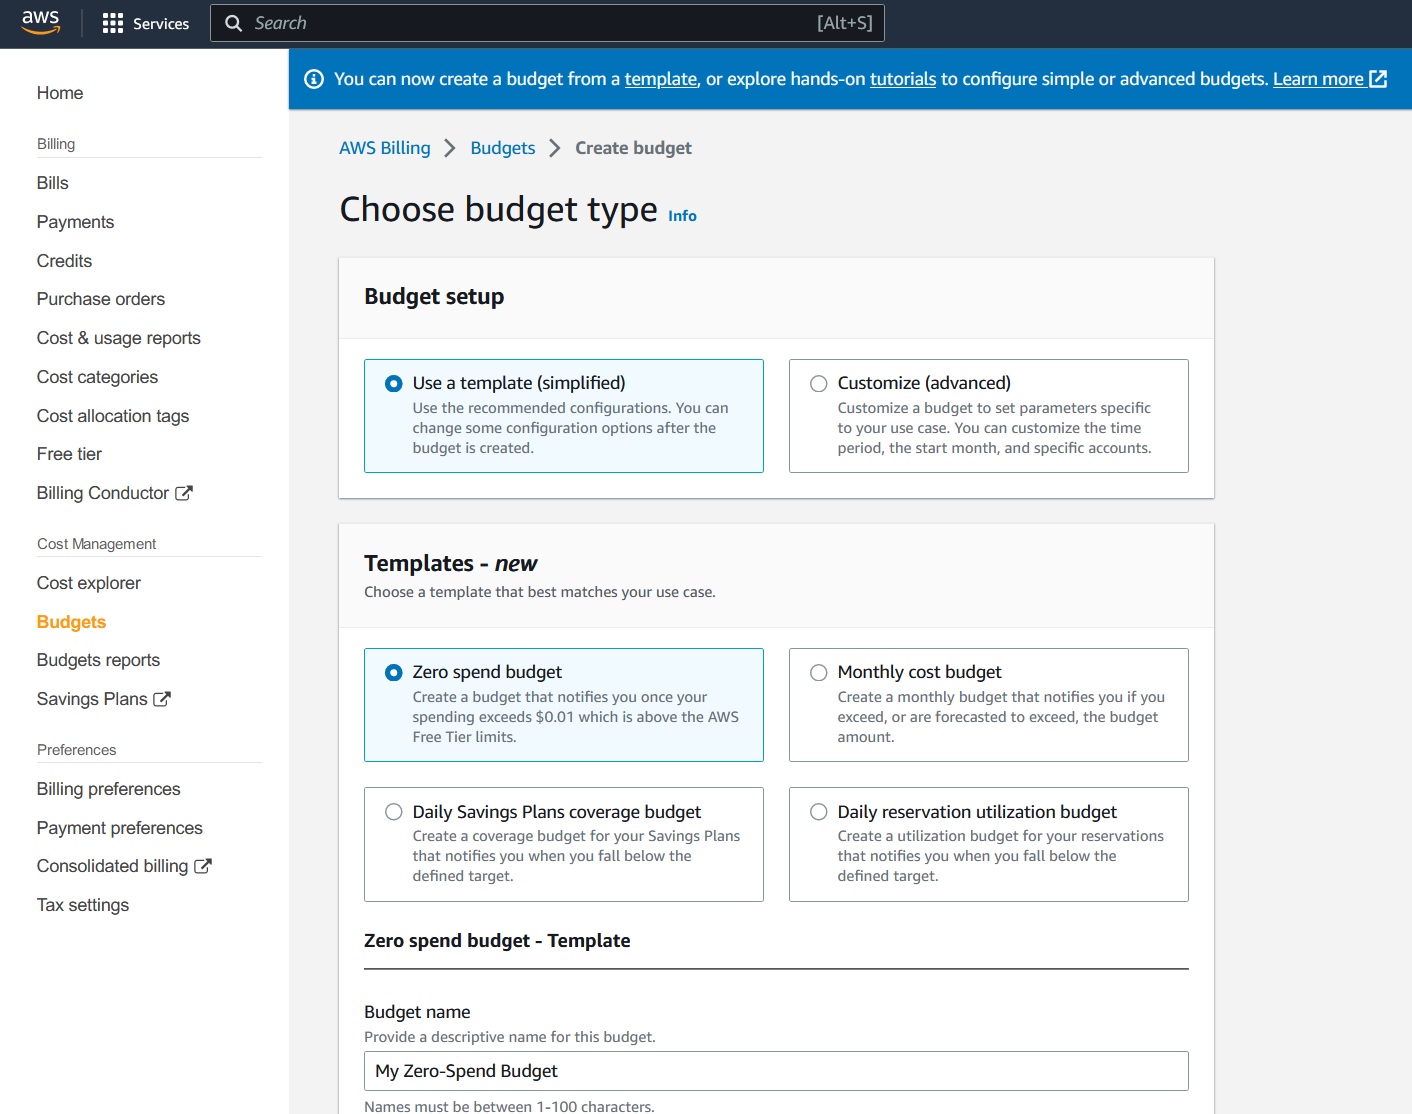 aws
Services
Search
[Alt+S]
You can now create a budget from a template, or explore hands-on tutorials to configure simple or advanced budgets. Learn more
Home
Billing
Bills
Payments
Credits
Purchase orders
Cost & usage reports
Cost categories
Cost allocation tags
Free tier
Billing Conductor
Cost Management
Cost explorer
Budgets
Budgets reports
Savings Plans
Preferences
Billing preferences
Payment preferences
Consolidated billing
Tax settings
AWS Billing > Budgets > Create budget
Choose budget type Info
Budget setup
Use a template (simplified)
Use the recommended configurations. You can
change some configuration options after the
budget is created.
Customize (advanced)
Customize a budget to set parameters specific
to your use case. You can customize the time
period, the start month, and specific accounts.
Templates - new
Choose a template that best matches your use case.
Zero spend budget
Create a budget that notifies you once your
spending exceeds $0.01 which is above the AWS
Free Tier limits.
Monthly cost budget
Create a monthly budget that notifies you if you
exceed, or are forecasted to exceed, the budget
amount.
Daily Savings Plans coverage budget
Create a coverage budget for your Savings Plans
that notifies you when you fall below the
defined target.
Daily reservation utilization budget
Create a utilization budget for your reservations
that notifies you when you fall below the
defined target.
Zero spend budget - Template
Budget name
Provide a descriptive name for this budget.
My Zero-Spend Budget
Names must be between 1-100 characters.